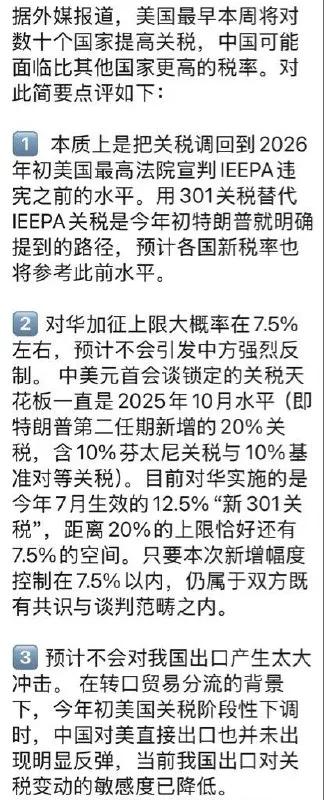 据外媒报道，美国最早本周将对
数十个国家提高关税，中国可能
面临比其他国家更高的税率。对
此简要点评如下：
1 本质上是把关税调回到2026
年初美国最高法院宣判IEEPA违
宪之前的水平。用301关税替代
IEEPA关税是今年初特朗普就明确
提到的路径，预计各国新税率也
将参考此前水平。
2 对华加征上限大概率在7.5%
左右，预计不会引发中方强烈反
制。 中美元首会谈锁定的关税天
花板一直是2025年10月水平（即
特朗普第二任期新增的20%关
税，含10%芬太尼关税与10%基
准对等关税）。目前对华实施的是
今年7月生效的12.5% “新301关
税”，距离20%的上限恰好还有
7.5%的空间。只要本次新增幅度
控制在7.5%以内，仍属于双方既
有共识与谈判范畴之内。
3 预计不会对我国出口产生太大
冲击。 在转口贸易分流的背景
下，今年初美国关税阶段性下调
时，中国对美直接出口也并未出
现明显反弹，当前我国出口对关
税变动的敏感度已降低。